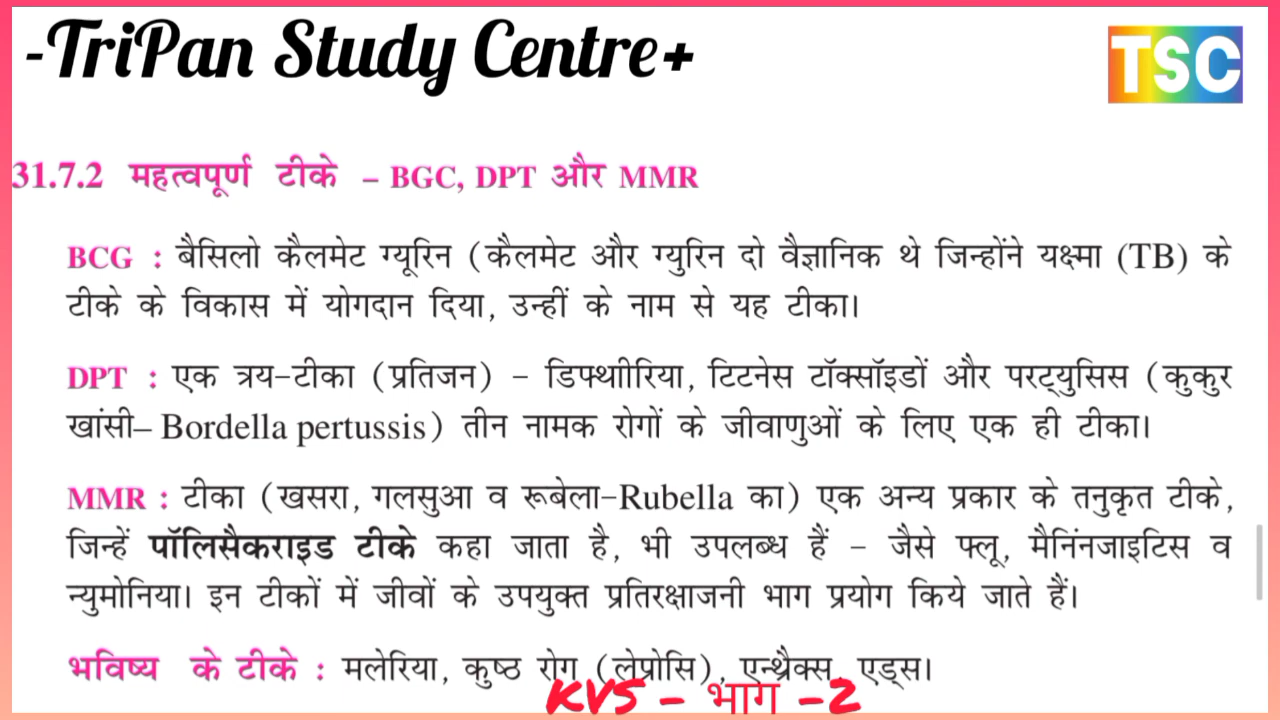 -TriPan Study Centre+
TSC
31.7.2 महत्वपूर्ण टीके – BGC, DPT और MMR
BCG : बैसिलो कैलमेट ग्यूरिन (कैलमेट और ग्युरिन दो वैज्ञानिक थे जिन्होंने यक्ष्मा (TB) के
टीके के विकास में योगदान दिया, उन्हीं के नाम से यह टीका।
DPT : एक त्रय-टीका (प्रतिजन) – डिफ्थीरिया, टिटनेस टॉक्सॉइडों और परट्युसिस (कुकुर
खांसी– Bordella pertussis) तीन नामक रोगों के जीवाणुओं के लिए एक ही टीका।
MMR : टीका (खसरा, गलसुआ व रूबेला–Rubella का) एक अन्य प्रकार के तनुकृत टीके,
जिन्हें पॉलिसैकराइड टीके कहा जाता है, भी उपलब्ध हैं – जैसे फ्लू, मैनिंनजाइटिस व
न्युमोनिया। इन टीकों में जीवों के उपयुक्त प्रतिरक्षाजनी भाग प्रयोग किये जाते हैं।
भविष्य के टीके : मलेरिया, कुष्ठ रोग (लेप्रोसि), एन्थ्रैक्स, एड्स।
KVS – भाग -2